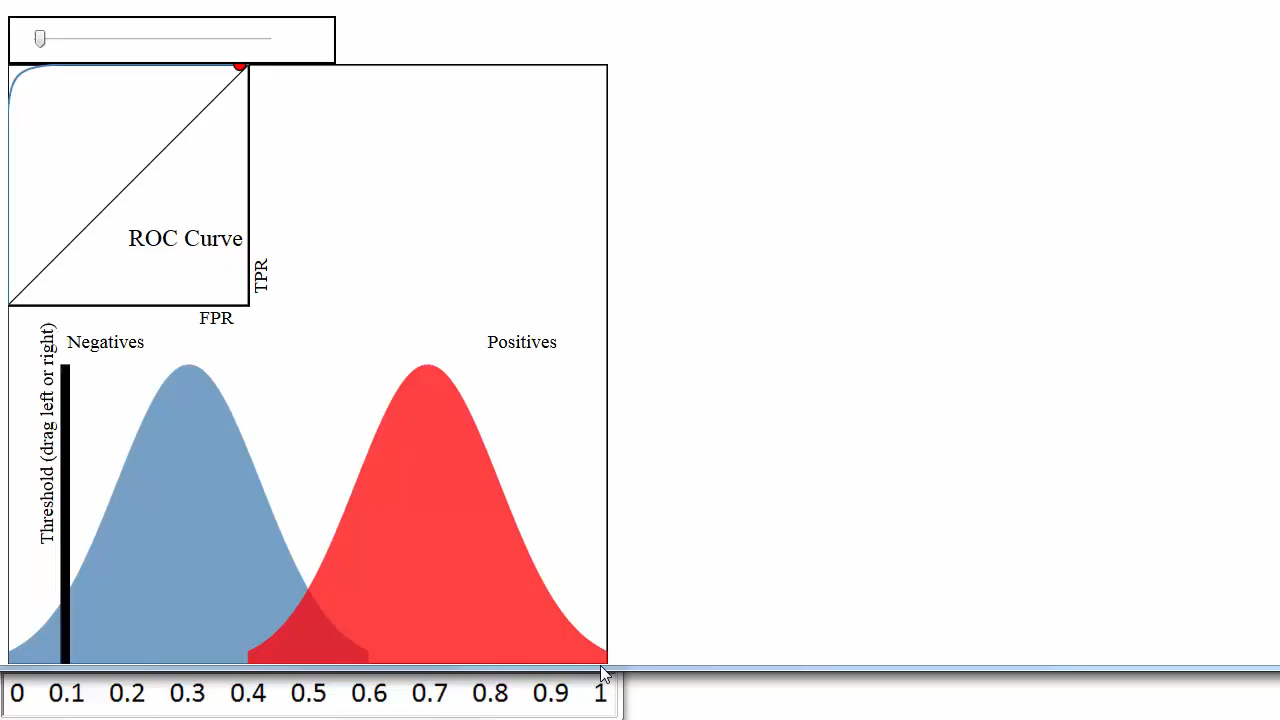 ROC Curve
TPR
FPR
Threshold (drag left or right)
Negatives
Positives
0 0.1 0.2 0.3 0.4 0.5 0.6 0.7 0.8 0.9 1